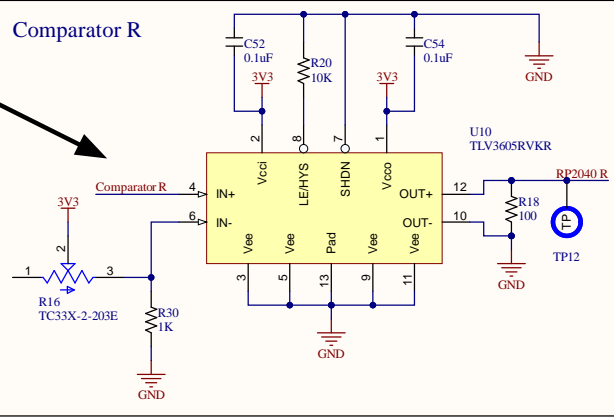 Comparator R
C52
0.1uF
3V3
R20
10K
C54
0.1uF
3V3
GND
2
8
7
1
U10
TLV3605RVKR
Vcci
LE/HYS
SHDN
Vcco
Comparator R
4
IN+
OUT+
12
RP2040 R
3V3
6
IN-
OUT-
10
R18
100
TP
2
Vee
Vee
Pad
Vee
Vee
TP12
1
3
3
5
13
9
11
GND
R16
TC33X-2-203E
R30
1K
GND
GND